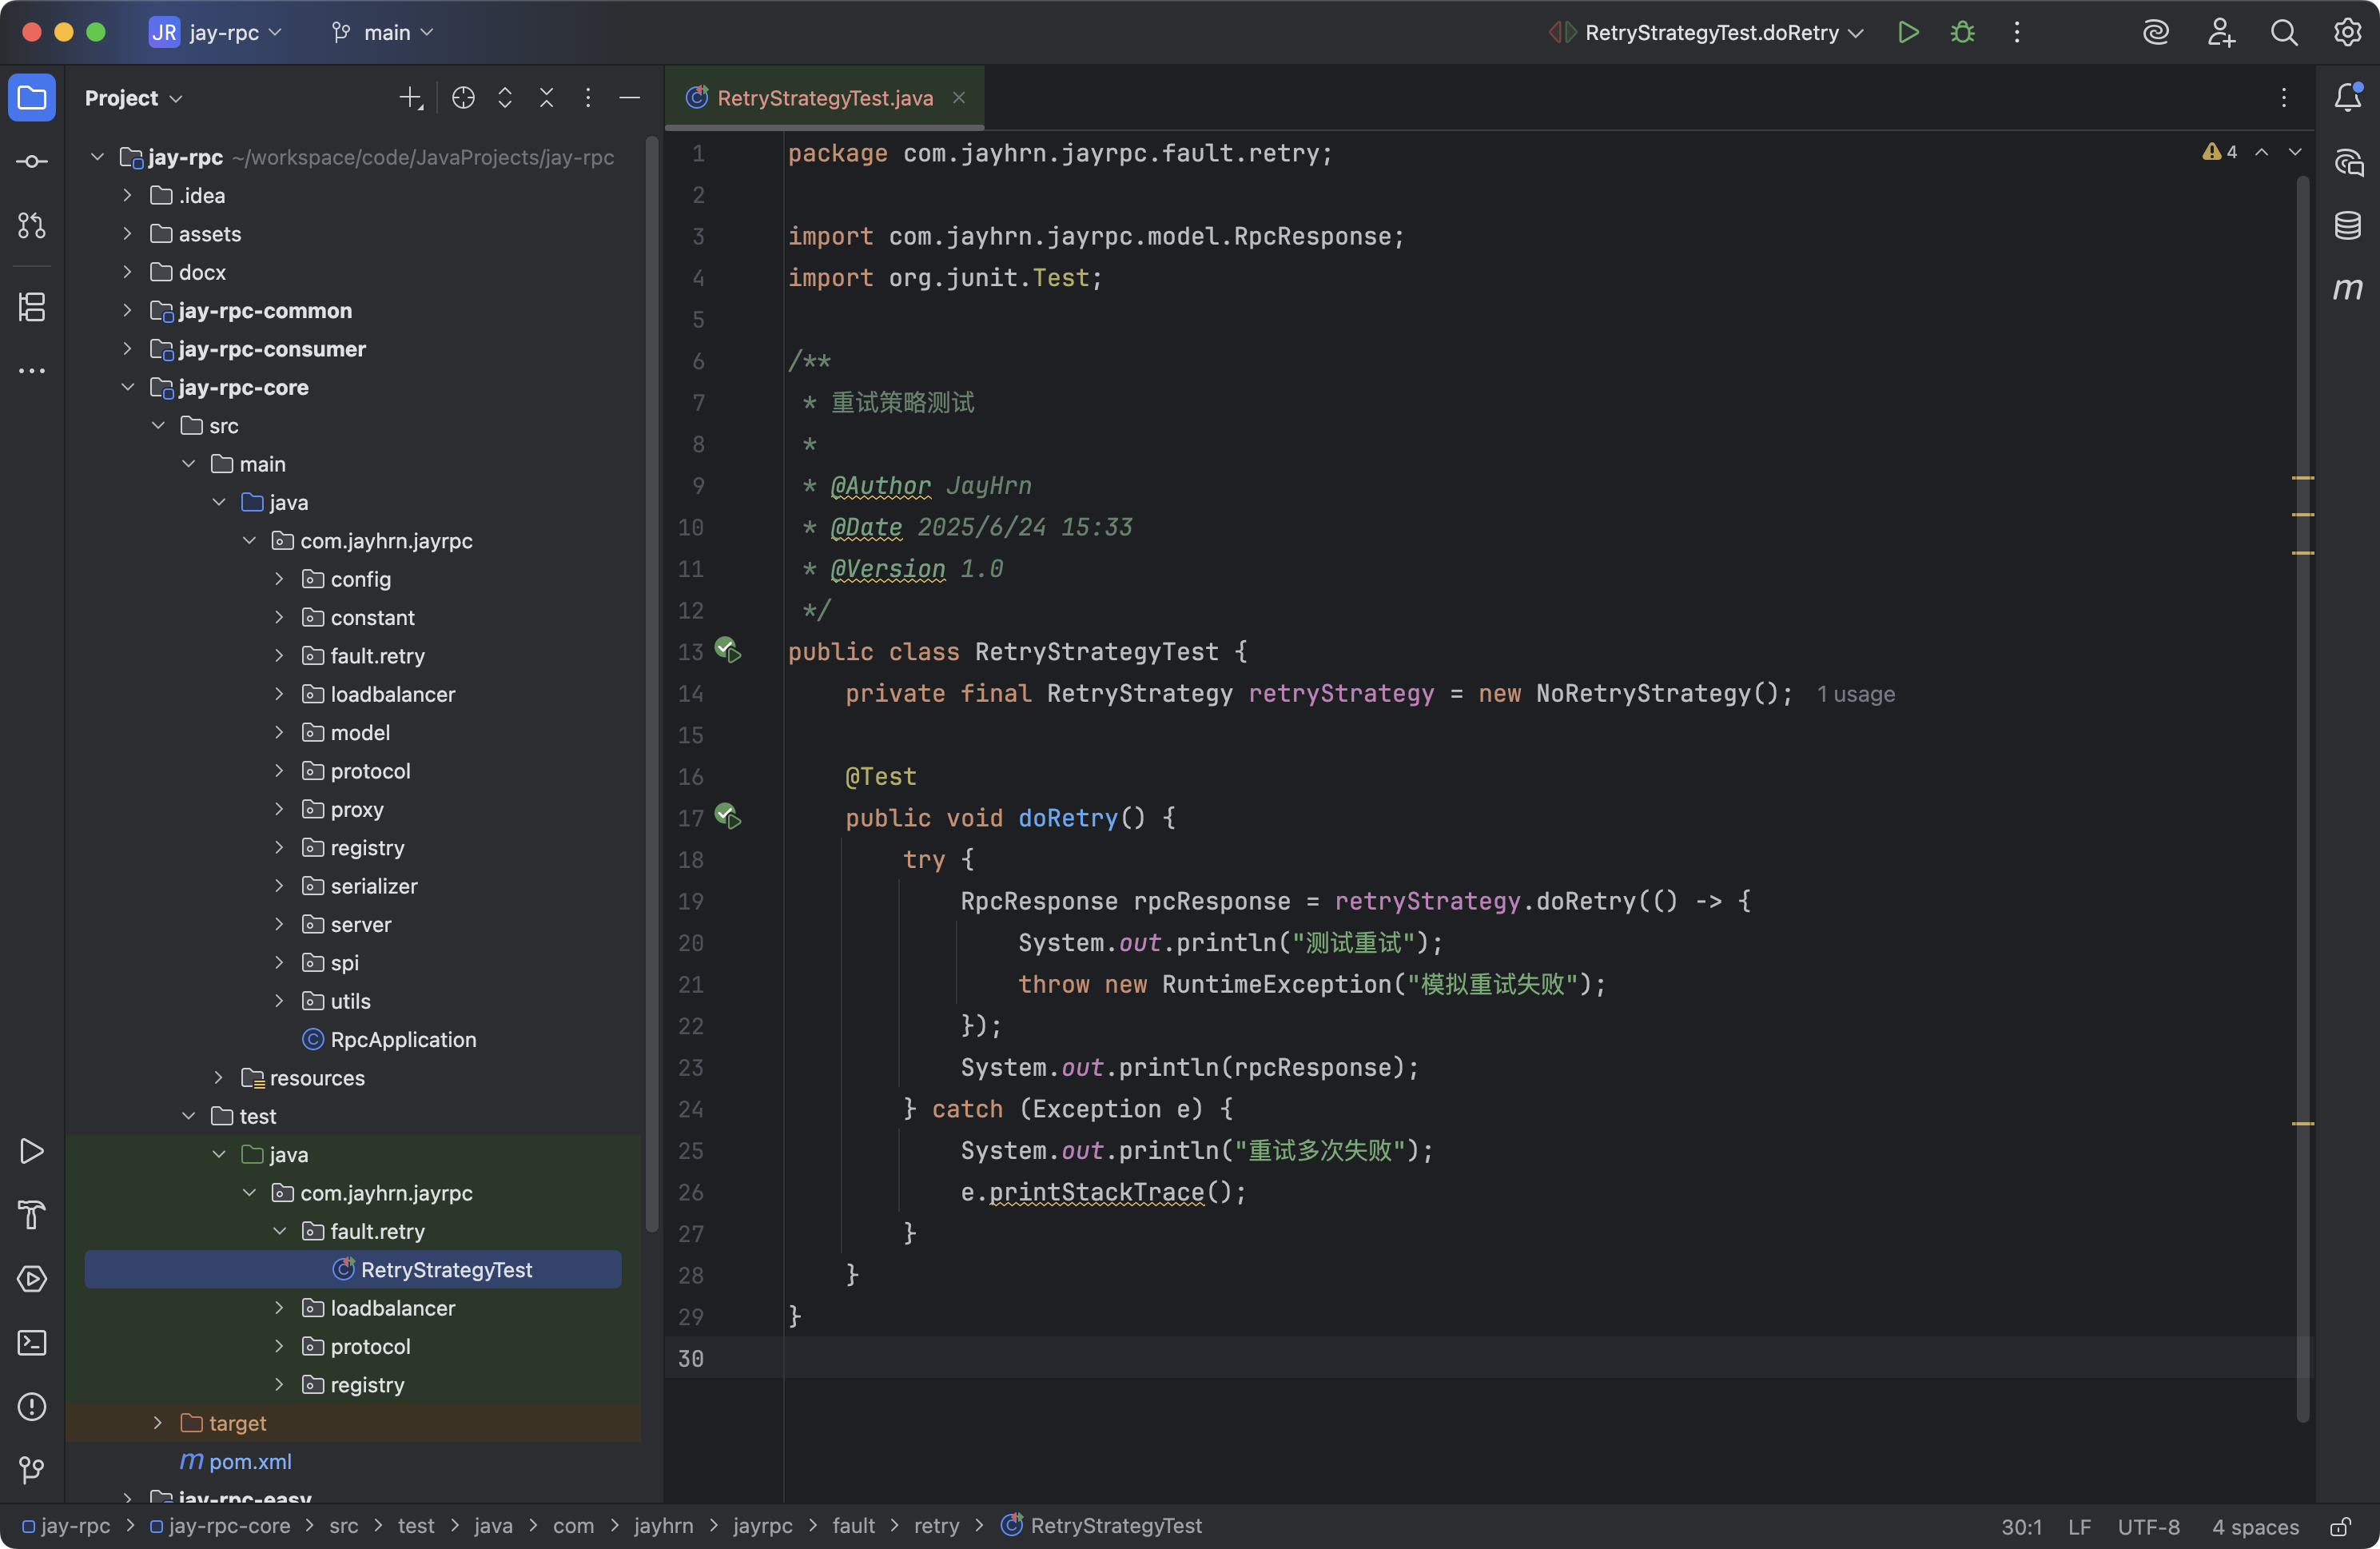 JR jay-rpc main RetryStrategyTest.doRetry
Project
jay-rpc ~/workspace/code/JavaProjects/jay-rpc
.idea
assets
docx
jay-rpc-common
jay-rpc-consumer
jay-rpc-core
src
main
java
com.jayhrn.jayrpc
config
constant
fault.retry
loadbalancer
model
protocol
proxy
registry
serializer
server
spi
utils
RpcApplication
resources
test
java
com.jayhrn.jayrpc
fault.retry
RetryStrategyTest
loadbalancer
protocol
registry
target
pom.xml
jay-rpc-easy
RetryStrategyTest.java
4
1 package com.jayhrn.jayrpc.fault.retry;
2
3 import com.jayhrn.jayrpc.model.RpcResponse;
4 import org.junit.Test;
5
6 /**
7  * 重试策略测试
8  *
9  * @Author JayHrn
10  * @Date 2025/6/24 15:33
11  * @Version 1.0
12  */
13 public class RetryStrategyTest {
14     private final RetryStrategy retryStrategy = new NoRetryStrategy(); 1 usage
15
16     @Test
17     public void doRetry() {
18         try {
19             RpcResponse rpcResponse = retryStrategy.doRetry(() -> {
20                 System.out.println("测试重试");
21                 throw new RuntimeException("模拟重试失败");
22             });
23             System.out.println(rpcResponse);
24         } catch (Exception e) {
25             System.out.println("重试多次失败");
26             e.printStackTrace();
27         }
28     }
29 }
30
jay-rpc > jay-rpc-core > src > test > java > com > jayhrn > jayrpc > fault > retry > RetryStrategyTest
30:1 LF UTF-8 4 spaces